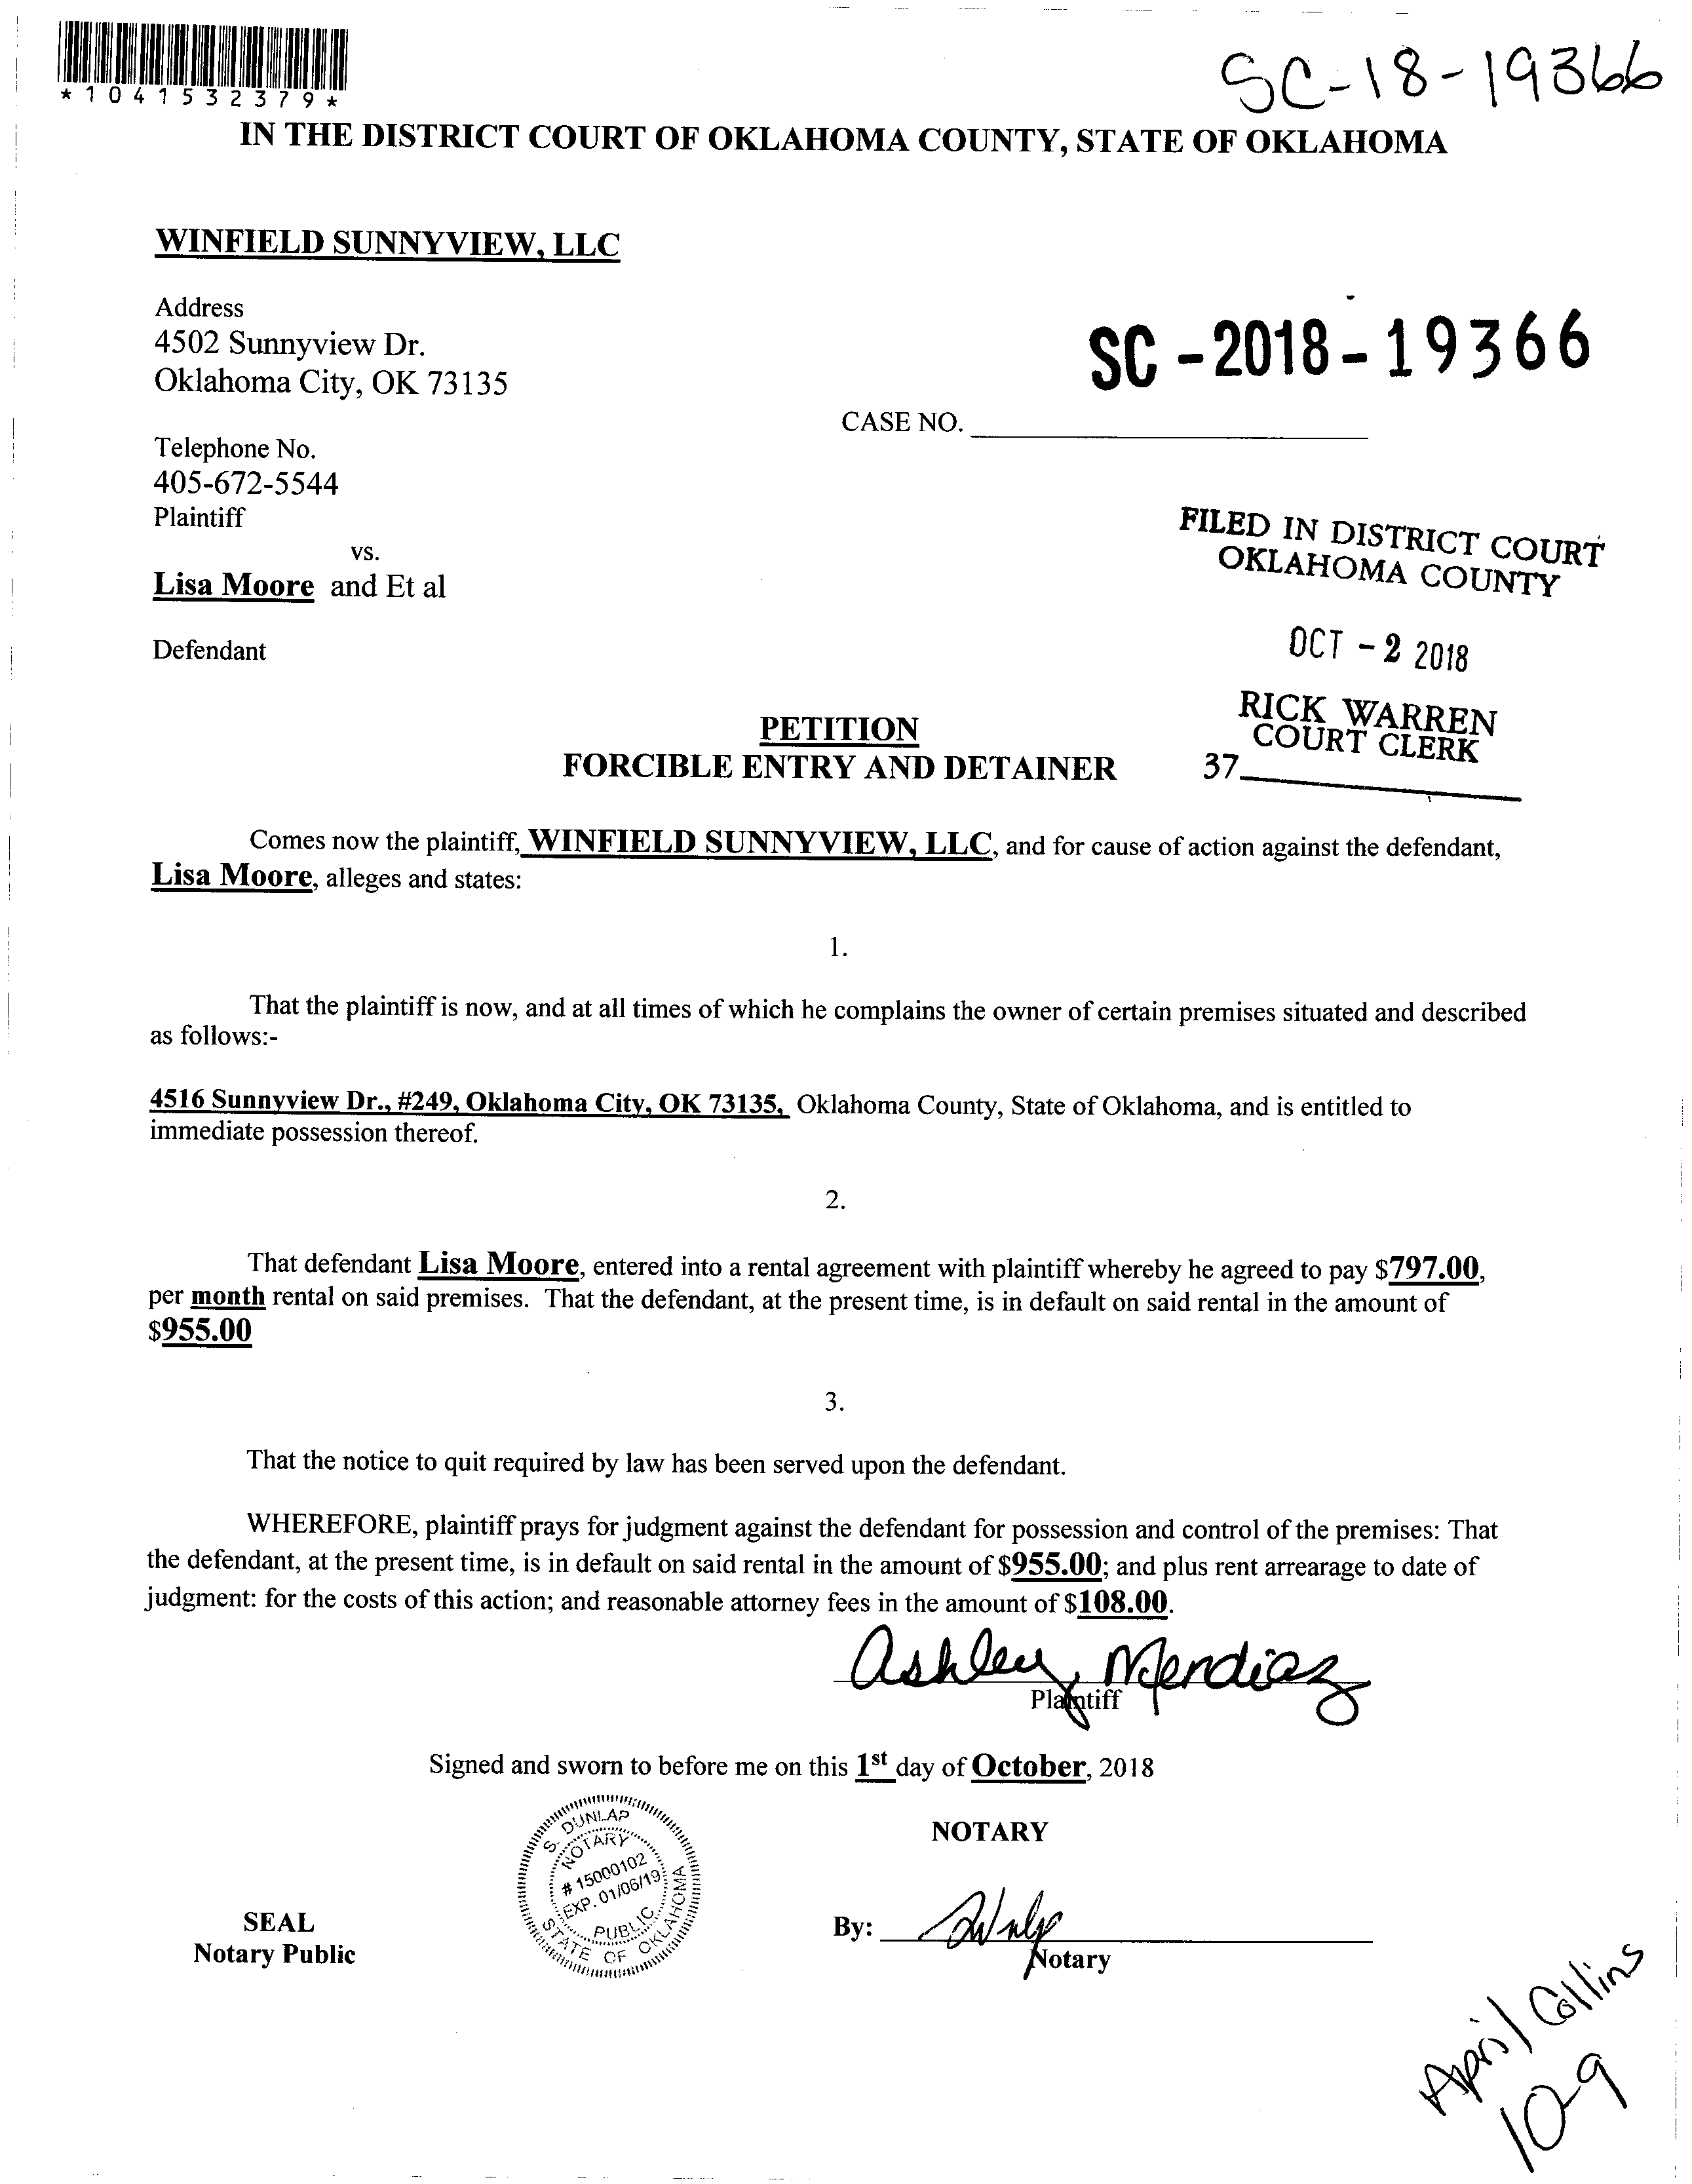 *1041532379*
SC-18-19366
IN THE DISTRICT COURT OF OKLAHOMA COUNTY, STATE OF OKLAHOMA
WINFIELD SUNNYVIEW, LLC
Address
4502 Sunnyview Dr.
Oklahoma City, OK 73135
SC-2018-19366
CASE NO.
Telephone No.
405-672-5544
Plaintiff
vs.
Lisa Moore and Et al
Defendant
FILED IN DISTRICT COURT
OKLAHOMA COUNTY
OCT - 2 2018
RICK WARREN
COURT CLERK
37
PETITION
FORCIBLE ENTRY AND DETAINER
Comes now the plaintiff, WINFIELD SUNNYVIEW, LLC, and for cause of action against the defendant,
Lisa Moore, alleges and states:
1.
That the plaintiff is now, and at all times of which he complains the owner of certain premises situated and described
as follows:-
4516 Sunnyview Dr., #249, Oklahoma City, OK 73135, Oklahoma County, State of Oklahoma, and is entitled to
immediate possession thereof.
2.
That defendant Lisa Moore, entered into a rental agreement with plaintiff whereby he agreed to pay $797.00,
per month rental on said premises. That the defendant, at the present time, is in default on said rental in the amount of
$955.00
3.
That the notice to quit required by law has been served upon the defendant.
WHEREFORE, plaintiff prays for judgment against the defendant for possession and control of the premises: That
the defendant, at the present time, is in default on said rental in the amount of $955.00; and plus rent arrearage to date of
judgment: for the costs of this action; and reasonable attorney fees in the amount of $108.00.
Ashley Mendiaz
Plaintiff
Signed and sworn to before me on this 1st day of October, 2018
S. DUNLAP
NOTARY
# 15000102
EXP. 01/06/19
PUBLIC
STATE OF OKLAHOMA
NOTARY
SEAL
Notary Public
By:
Notary
April Collins
10-9